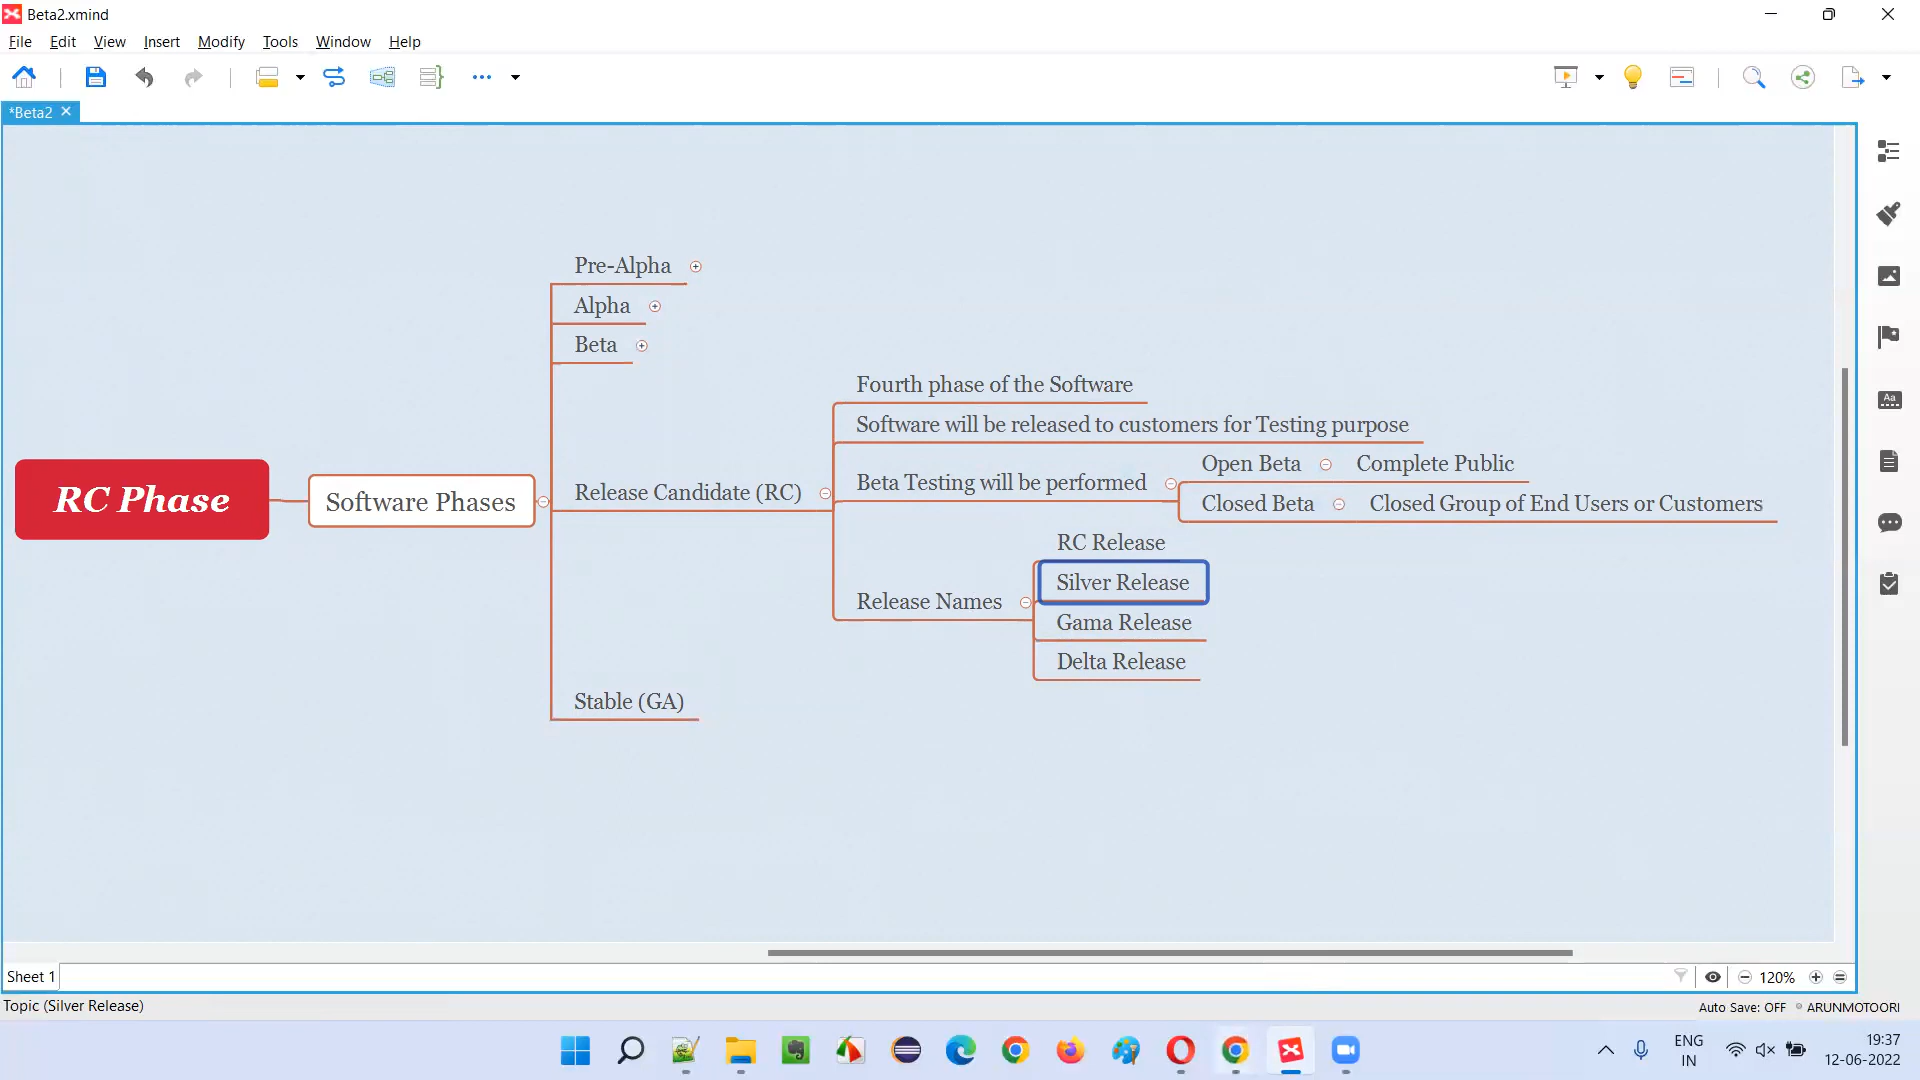 Beta2.xmind
File Edit View Insert Modify Tools Window Help
*Beta2
Pre-Alpha
Alpha
Beta
Fourth phase of the Software
Software will be released to customers for Testing purpose
Open Beta Complete Public
Beta Testing will be performed
RC Phase Software Phases Release Candidate (RC)
Closed Beta Closed Group of End Users or Customers
RC Release
Silver Release
Release Names
Gama Release
Delta Release
Stable (GA)
Aa
Sheet 1
120%
Topic (Silver Release)
Auto Save: OFF ARUNMOTOORI
ENG
IN
19:37
12-06-2022